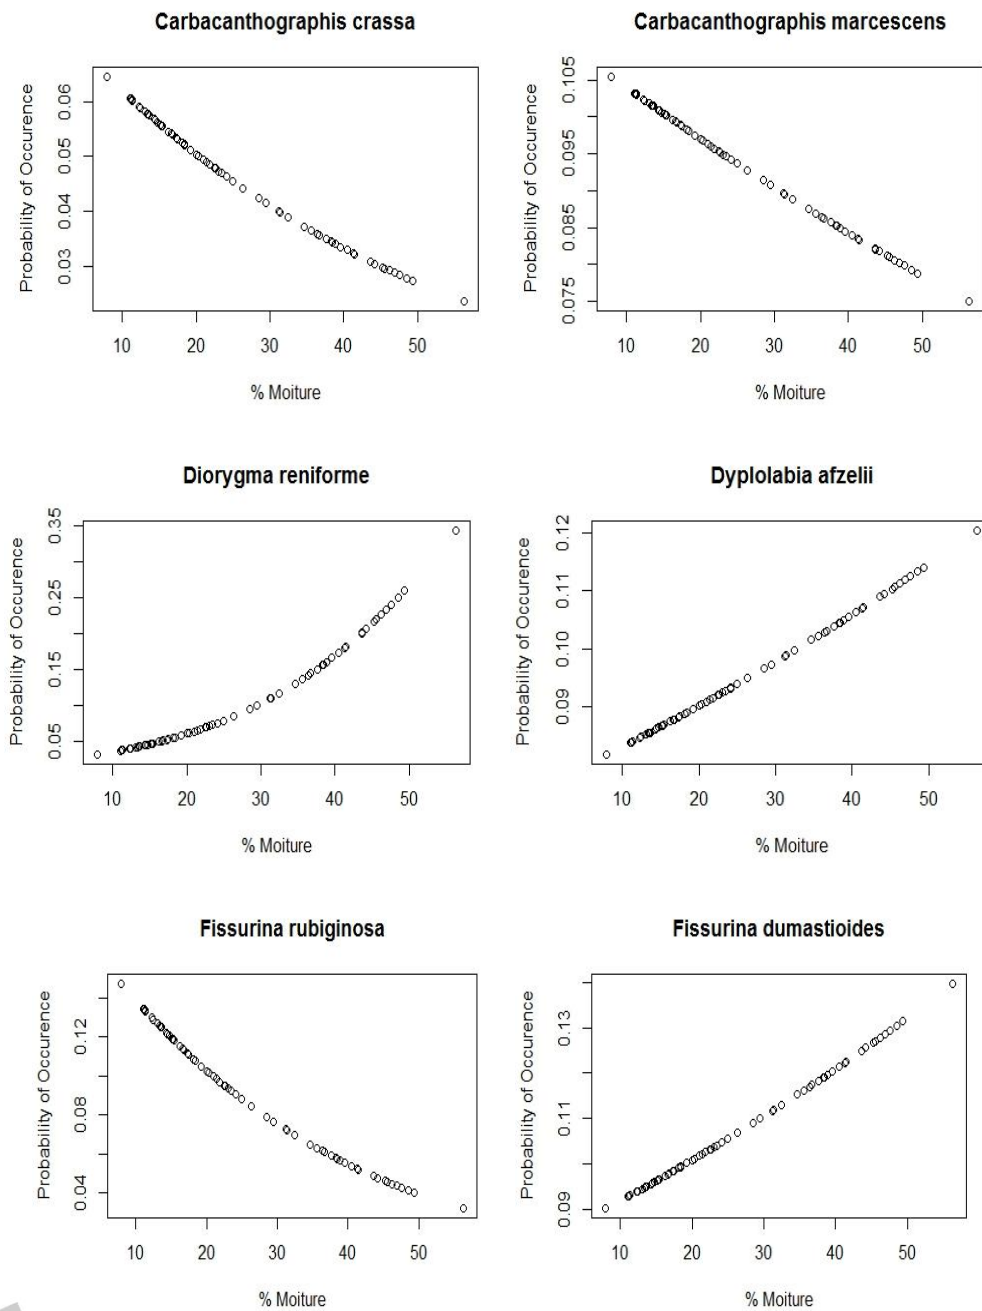 Carbacanthographis crassa
Probability of Occurence
0.03 0.04 0.05 0.06
10 20 30 40 50
% Moiture
Carbacanthographis marcescens
Probability of Occurence
0.075 0.085 0.095 0.105
10 20 30 40 50
% Moiture
Diorygma reniforme
Probability of Occurence
0.05 0.15 0.25 0.35
10 20 30 40 50
% Moiture
Dyplolabia afzelii
Probability of Occurence
0.09 0.10 0.11 0.12
10 20 30 40 50
% Moiture
Fissurina rubiginosa
Probability of Occurence
0.04 0.08 0.12
10 20 30 40 50
% Moiture
Fissurina dumastioides
Probability of Occurence
0.09 0.11 0.13
10 20 30 40 50
% Moiture